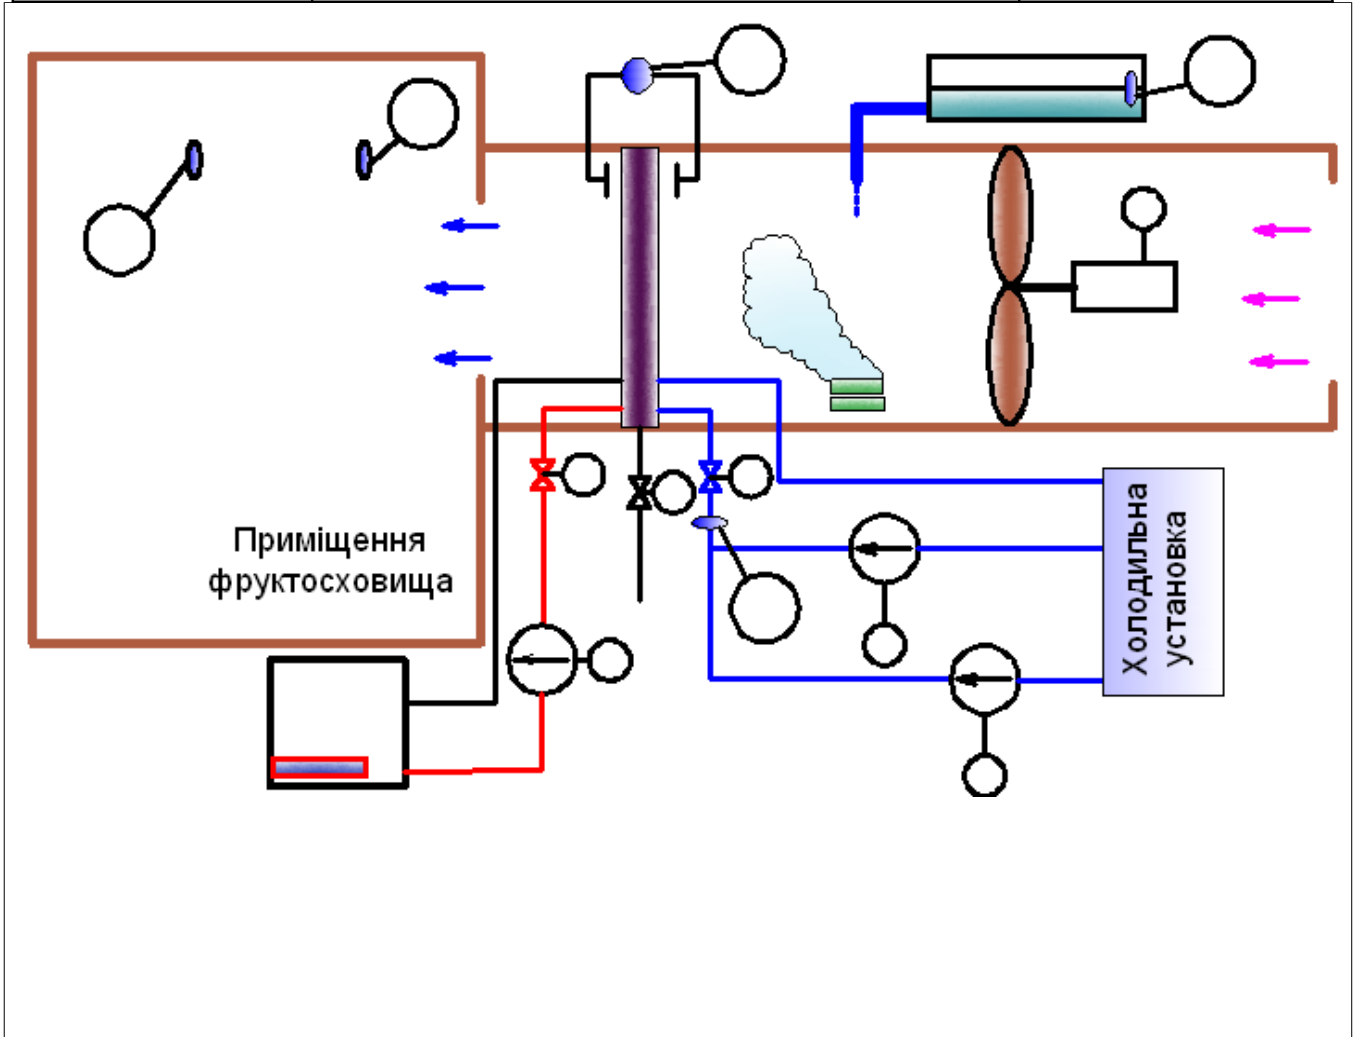 Приміщення
фруктосховища
Холодильна
установка